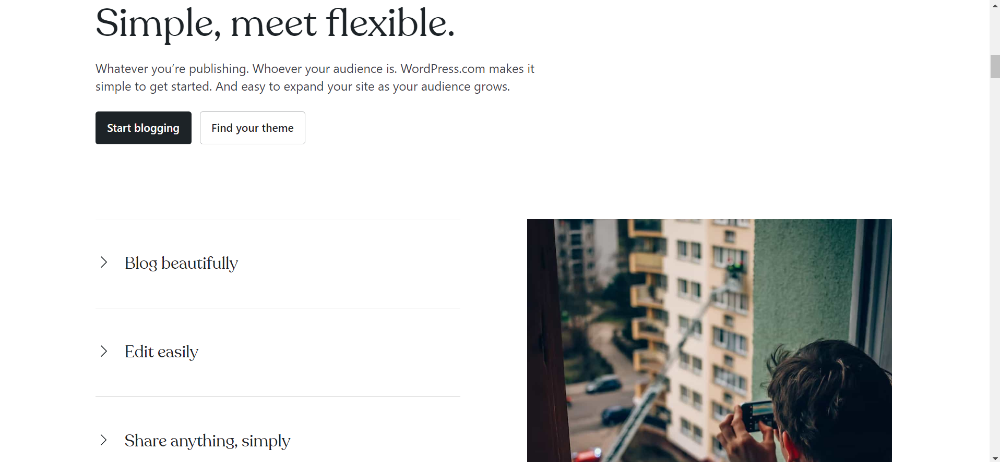 Simple, meet flexible.
Whatever you’re publishing. Whoever your audience is. WordPress.com makes it
simple to get started. And easy to expand your site as your audience grows.
Start blogging
Find your theme
Blog beautifully
Edit easily
Share anything, simply